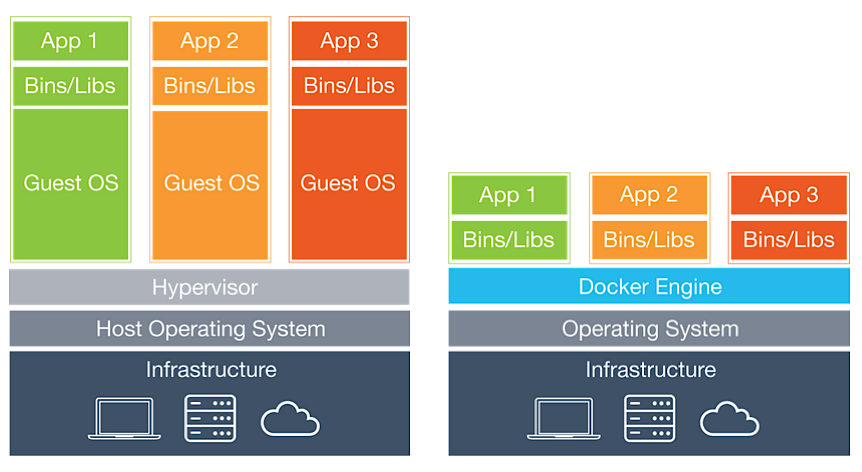 App 1
App 2
App 3
Bins/Libs
Bins/Libs
Bins/Libs
Guest OS
Guest OS
Guest OS
Hypervisor
Host Operating System
Infrastructure
App 1
App 2
App 3
Bins/Libs
Bins/Libs
Bins/Libs
Docker Engine
Operating System
Infrastructure